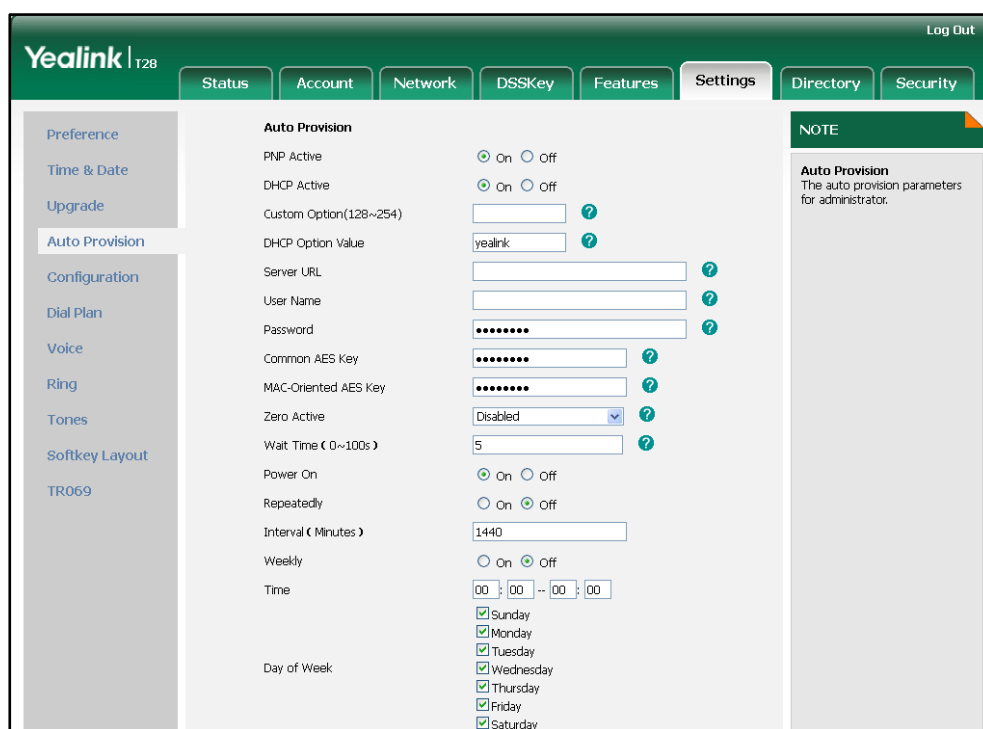 Log Out
Yealink T28
Status Account Network DSSKey Features Settings Directory Security
Preference
Time & Date
Upgrade
Auto Provision
Configuration
Dial Plan
Voice
Ring
Tones
Softkey Layout
TR069
Auto Provision
PNP Active On Off
DHCP Active On Off
Custom Option(128~254)
DHCP Option Value yealink
Server URL
User Name
Password ••••••••
Common AES Key ••••••••
MAC-Oriented AES Key ••••••••
Zero Active Disabled
Wait Time ( 0~100s ) 5
Power On On Off
Repeatedly On Off
Interval ( Minutes ) 1440
Weekly On Off
Time 00 : 00 -- 00 : 00
Day of Week
Sunday
Monday
Tuesday
Wednesday
Thursday
Friday
Saturday
NOTE
Auto Provision
The auto provision parameters
for administrator.